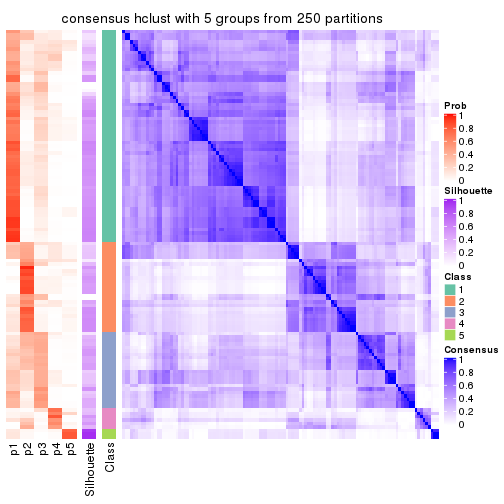 consensus hclust with 5 groups from 250 partitions
Prob
1
0.8
0.6
0.4
0.2
0
Silhouette
1
0.8
0.6
0.4
0.2
0
Class
1
2
3
4
5
Consensus
1
0.8
0.6
0.4
0.2
0
p1
p2
p3
p4
p5
Silhouette
Class